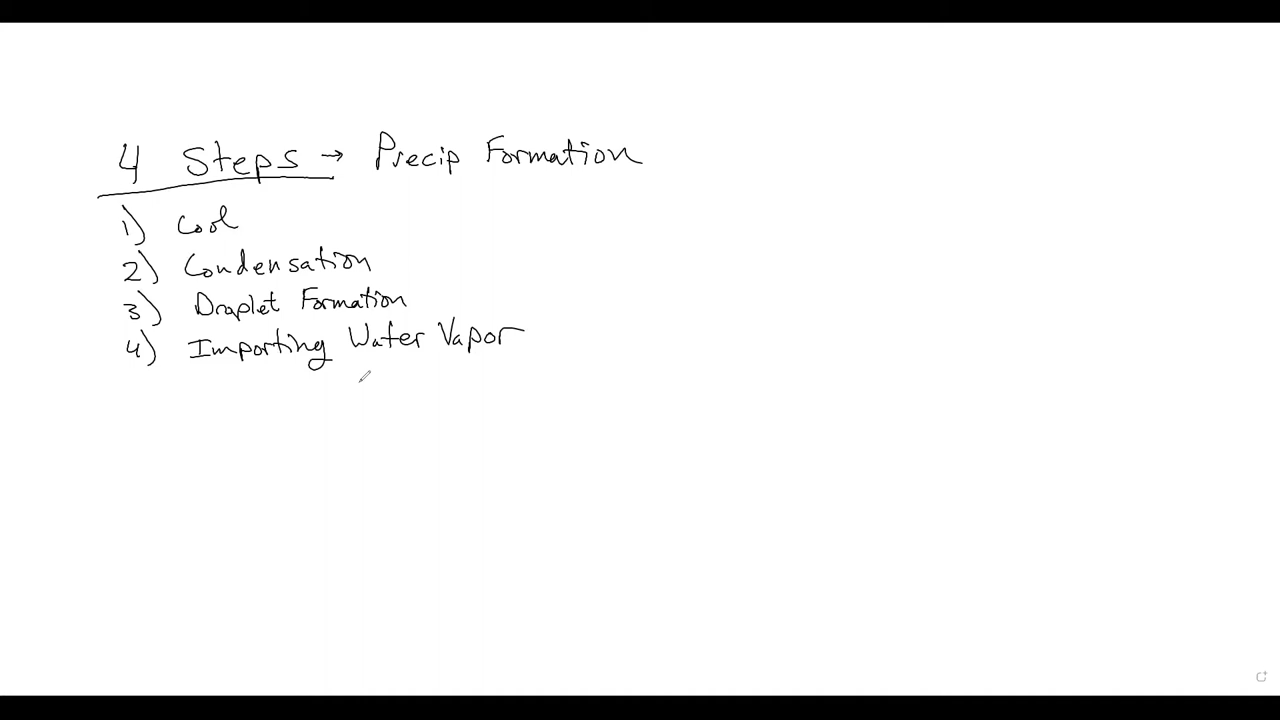 4 Steps → Precip Formation
1) Cool
2) Condensation
3) Droplet Formation
4) Importing Water Vapor